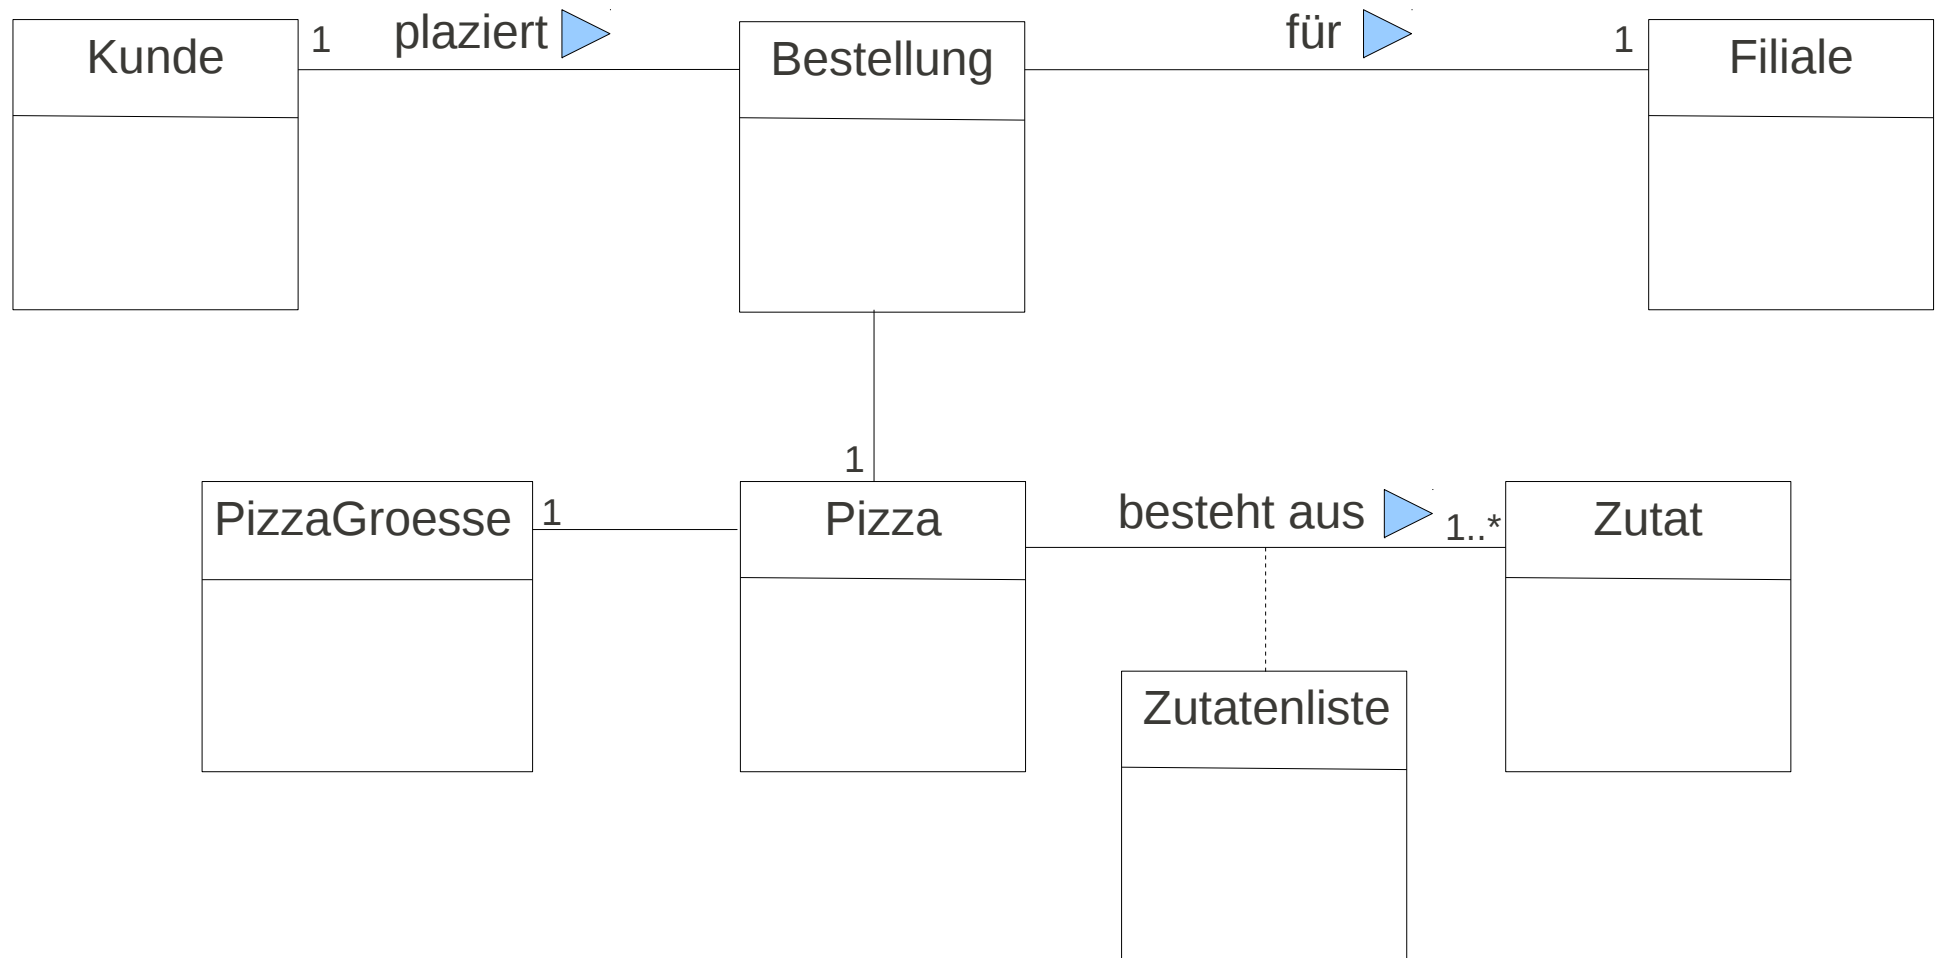 Kunde
1
plaziert
Bestellung
für
1
Filiale
1
PizzaGroesse
1
Pizza
besteht aus
1..*
Zutat
Zutatenliste